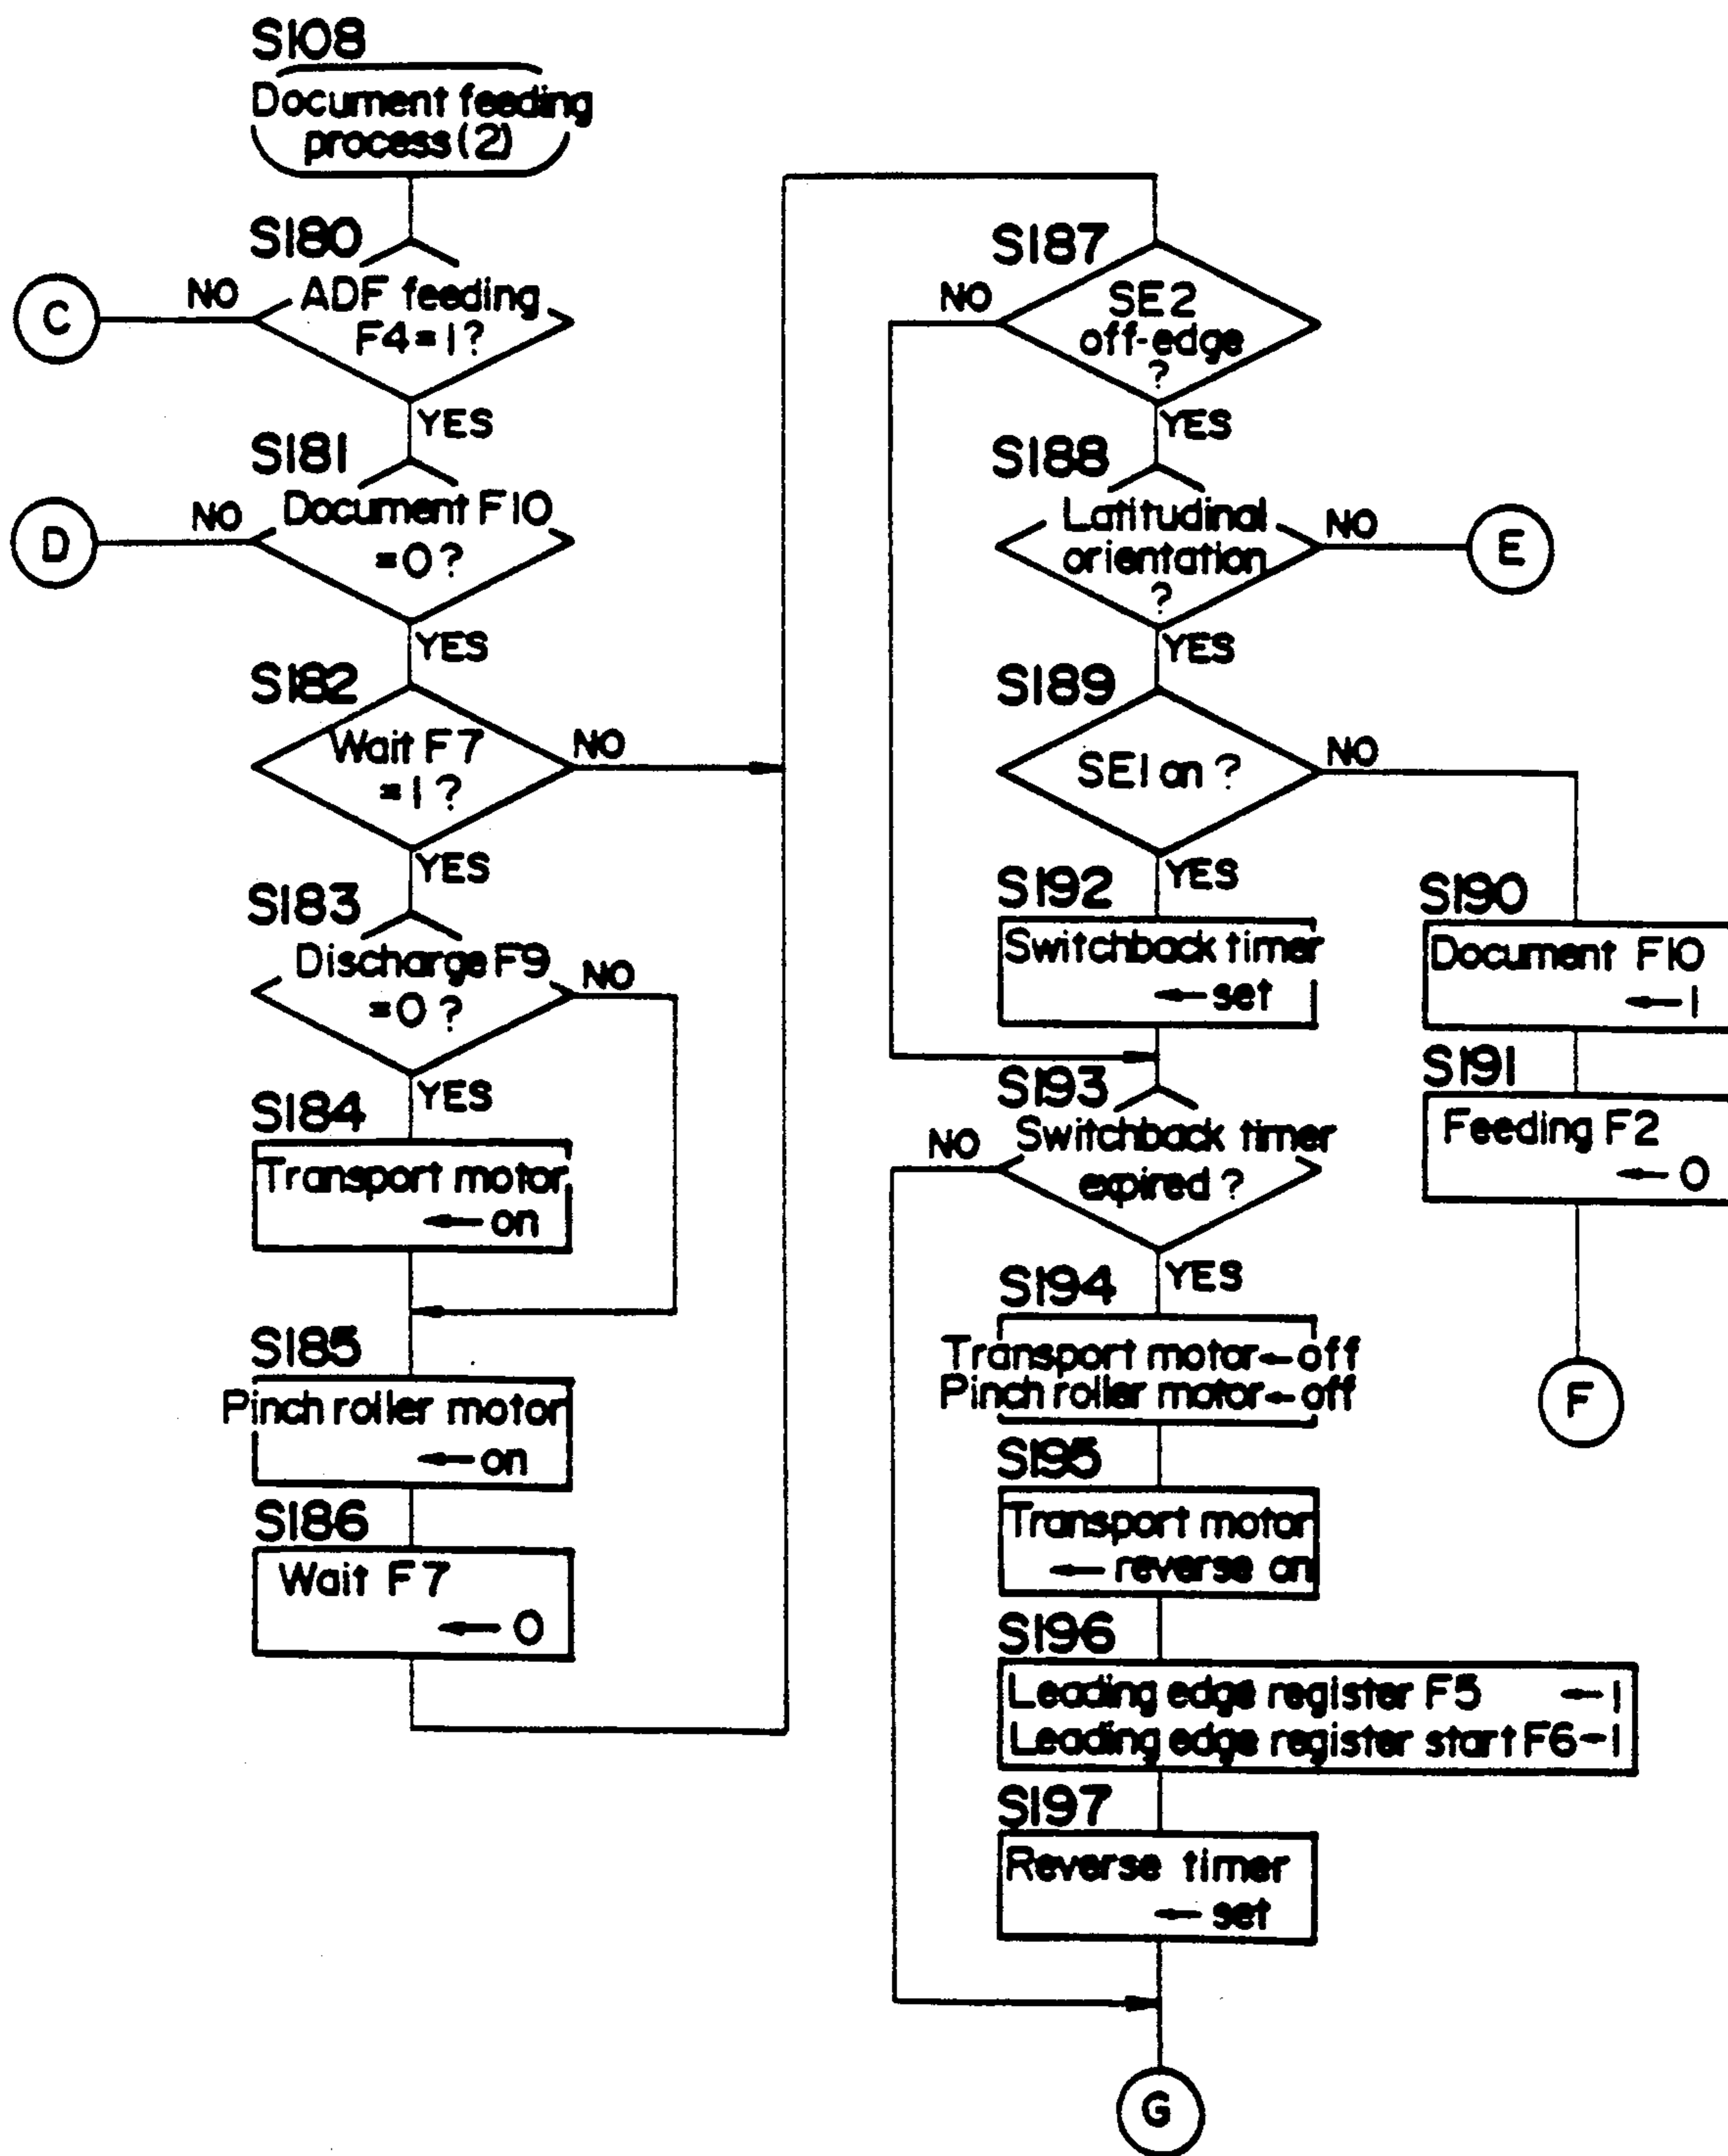 S108
Document feeding
process(2)
S180
ADF feeding
F4=1?
NO
C
YES
S181
Document F10
=0?
NO
D
YES
S182
Wait F7
=1?
NO
YES
S183
Discharge F9
=0?
NO
YES
S184
Transport motor
← on
S185
Pinch roller motor
← on
S186
Wait F7
← 0
S187
SE2
off-edge
?
NO
YES
S188
Latitudinal
orientation
?
NO
E
YES
S189
SE1 on ?
NO
YES
S190
Document F10
← 1
S191
Feeding F2
← 0
F
S192
Switchback timer
← set
S193
Switchback timer
expired ?
NO
YES
S194
Transport motor←off
Pinch roller motor←off
S195
Transport motor
← reverse on
S196
Leading edge register F5 ←1
Leading edge register start F6-1
S197
Reverse timer
← set
G